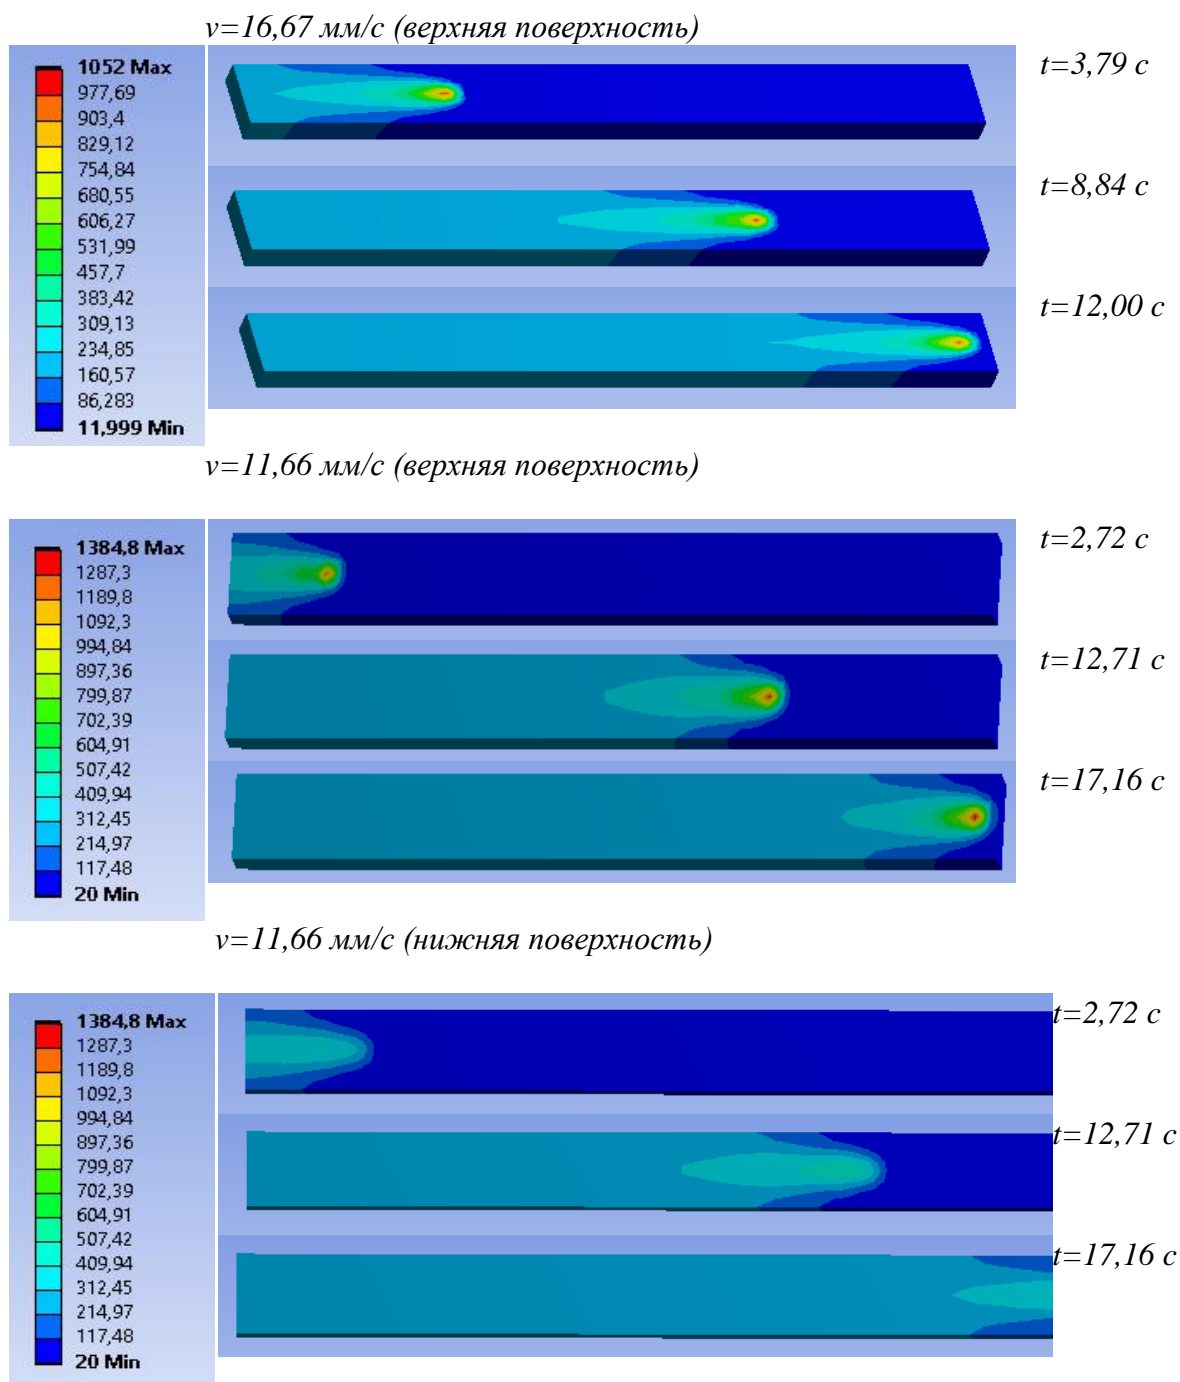 v=16,67 мм/с (верхняя поверхность)
1052 Max
977,69
903,4
829,12
754,84
680,55
606,27
531,99
457,7
383,42
309,13
234,85
160,57
86,283
11,999 Min
t=3,79 с
t=8,84 с
t=12,00 с
v=11,66 мм/с (верхняя поверхность)
1384,8 Max
1287,3
1189,8
1092,3
994,84
897,36
799,87
702,39
604,91
507,42
409,94
312,45
214,97
117,48
20 Min
t=2,72 с
t=12,71 с
t=17,16 с
v=11,66 мм/с (нижняя поверхность)
1384,8 Max
1287,3
1189,8
1092,3
994,84
897,36
799,87
702,39
604,91
507,42
409,94
312,45
214,97
117,48
20 Min
t=2,72 с
t=12,71 с
t=17,16 с